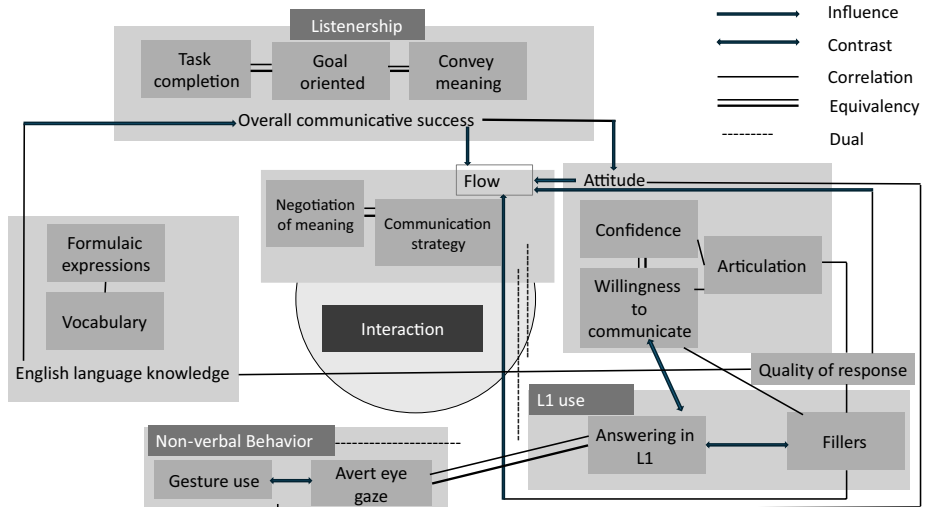 Listenership
Influence
Contrast
Correlation
Equivalency
Dual
Task
completion
Goal
oriented
Convey
meaning
Overall communicative success
Flow
Attitude
Negotiation
of meaning
Communication
strategy
Confidence
Articulation
Willingness
to
communicate
Formulaic
expressions
Vocabulary
English language knowledge
Interaction
Quality of response
L1 use
Answering in
L1
Fillers
Non-verbal Behavior
Gesture use
Avert eye
gaze